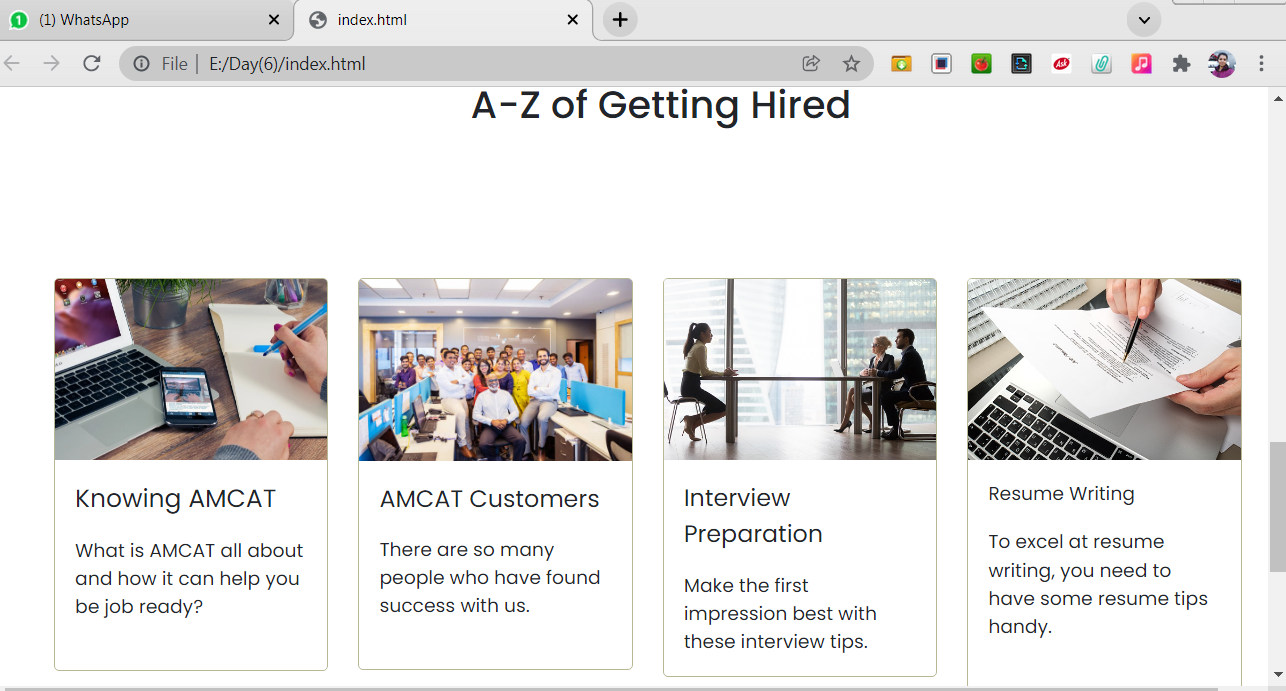 (1) WhatsApp
index.html
File | E:/Day(6)/index.html
A-Z of Getting Hired
Knowing AMCAT
What is AMCAT all about
and how it can help you
be job ready?
AMCAT Customers
There are so many
people who have found
success with us.
Interview
Preparation
Make the first
impression best with
these interview tips.
Resume Writing
To excel at resume
writing, you need to
have some resume tips
handy.